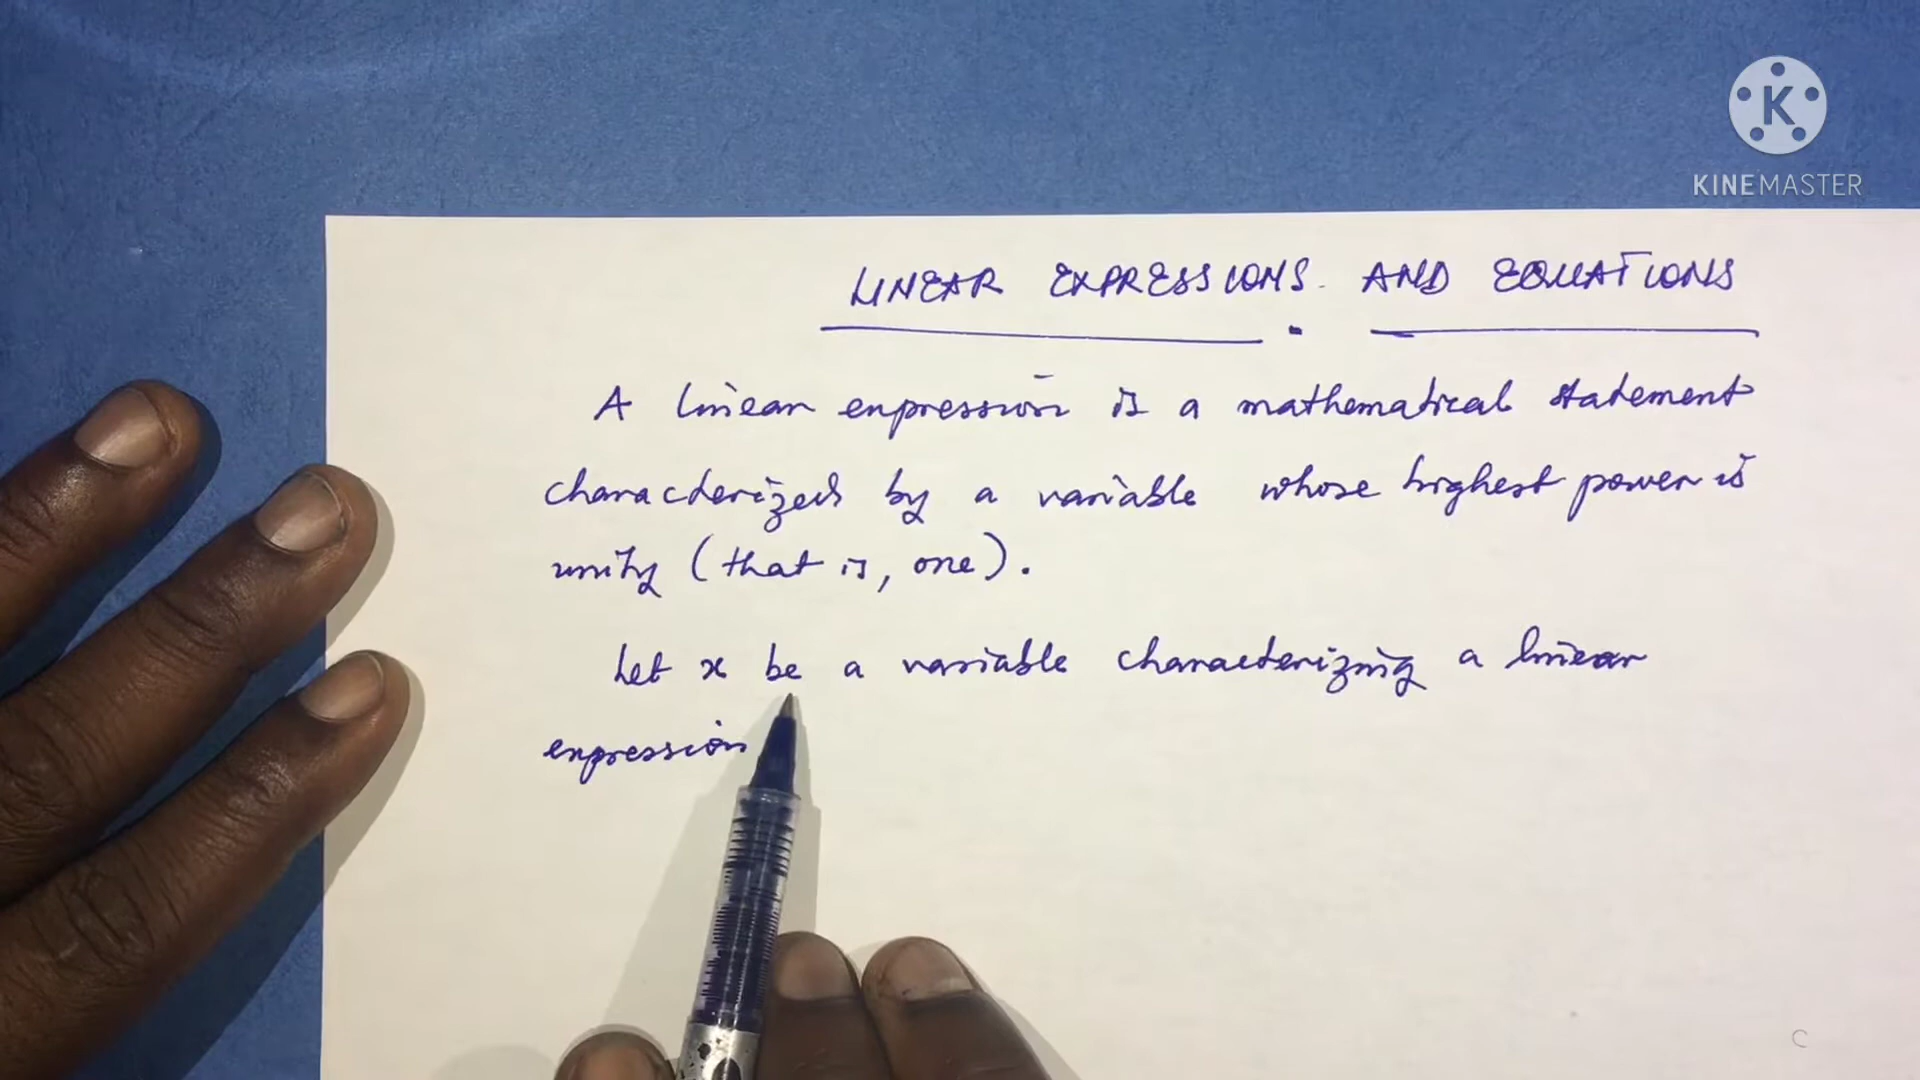 K
KINEMASTER
LINEAR EXPRESSIONS. AND EQUATIONS
A linear expression is a mathematical statement
characterized by a variable whose highest power is
unity (that is, one).
Let x be a variable characterizing a linear
expression
C